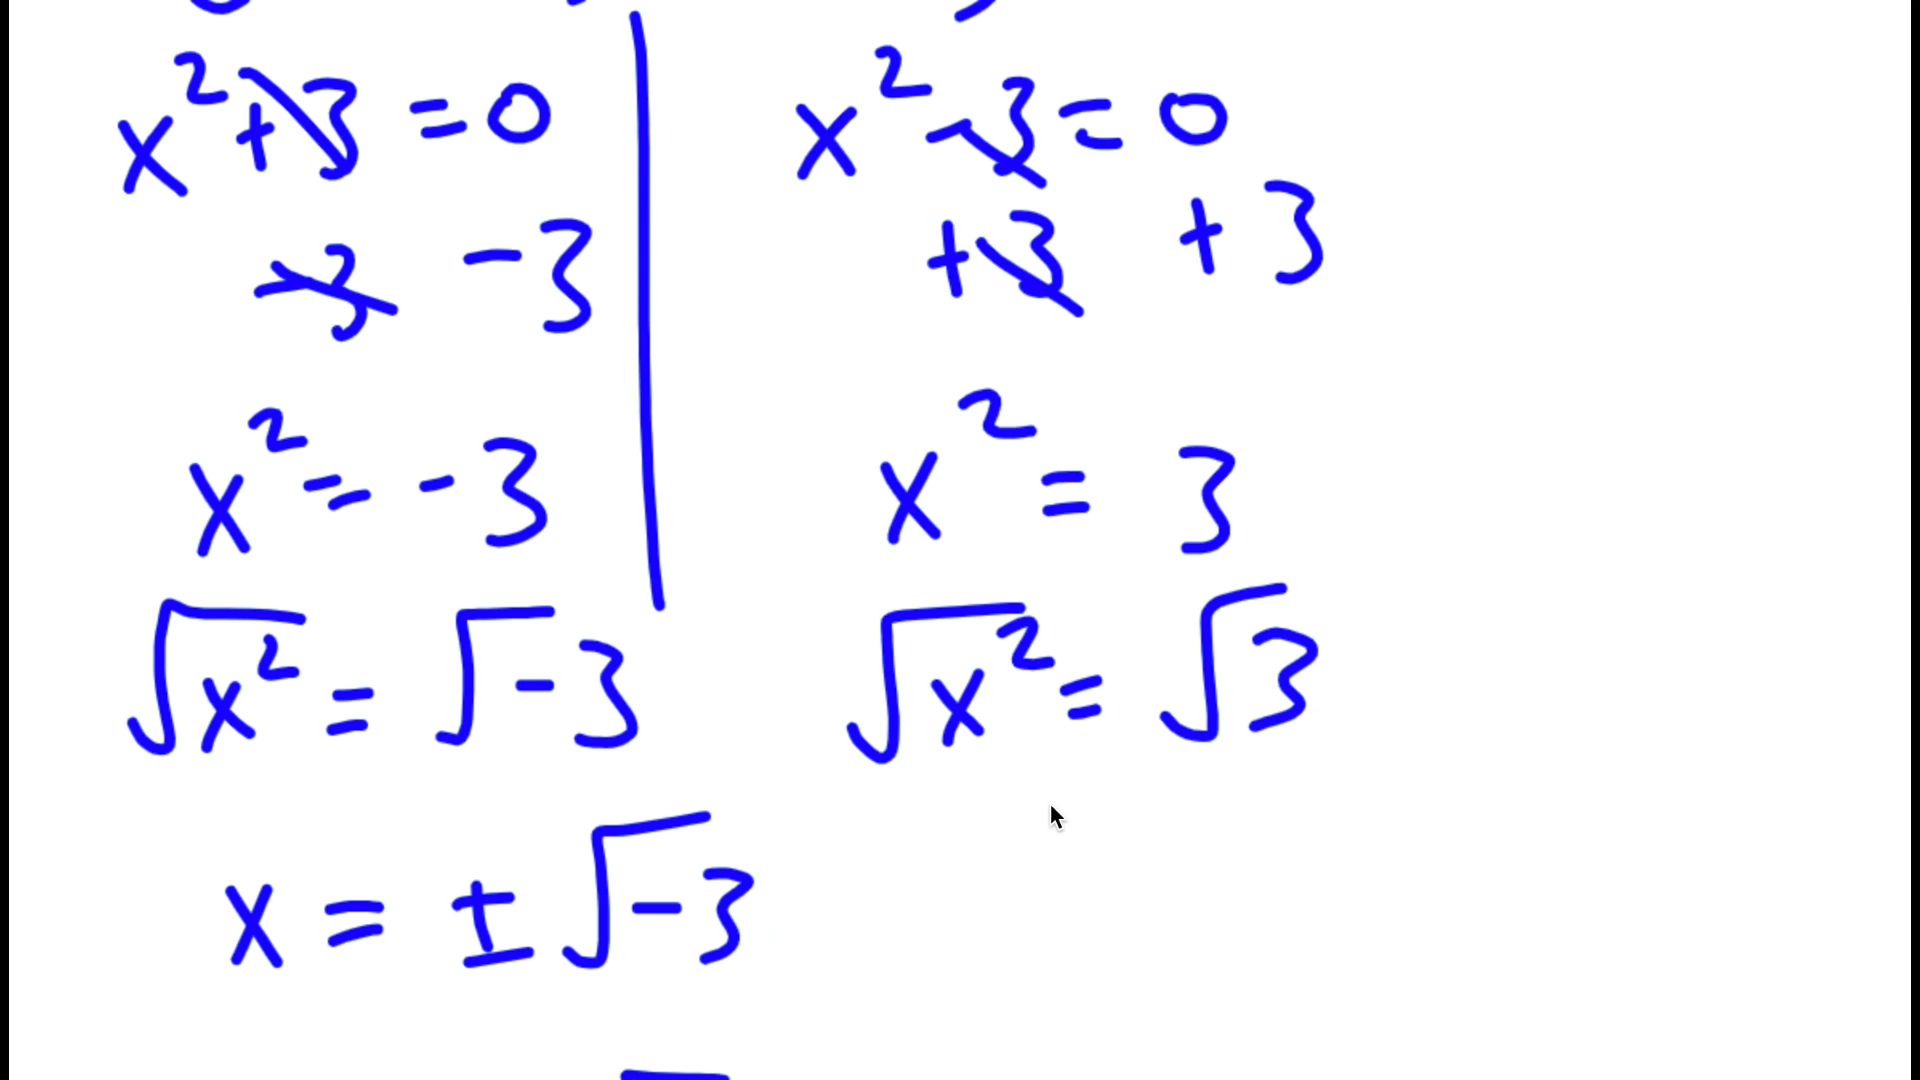 x² + 3 = 0
- 3 - 3
x² = - 3
√x² = √-3
x = ± √-3
x² - 3 = 0
+ 3 + 3
x² = 3
√x² = √3